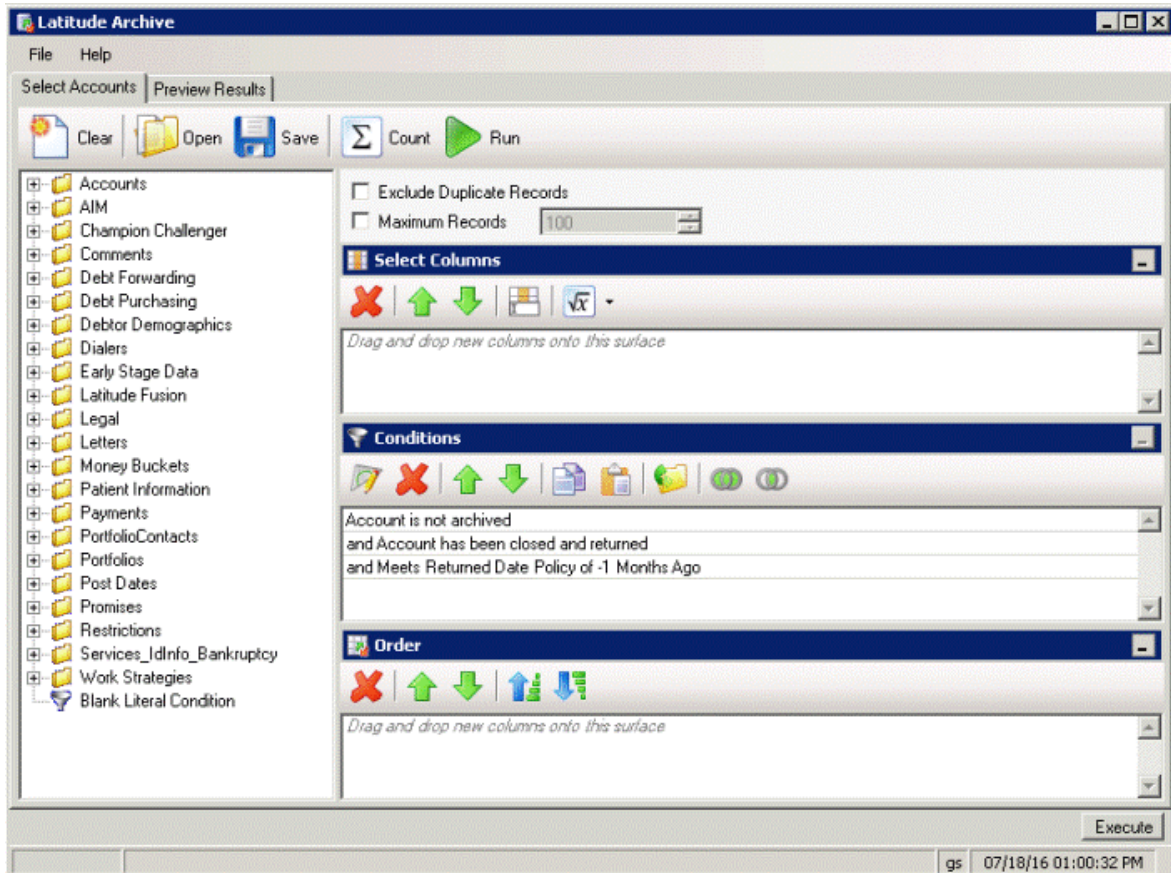 Latitude Archive
File Help
Select Accounts Preview Results
Clear Open Save Σ Count Run
Accounts
AIM
Champion Challenger
Comments
Debt Forwarding
Debt Purchasing
Debtor Demographics
Dialers
Early Stage Data
Latitude Fusion
Legal
Letters
Money Buckets
Patient Information
Payments
PortfolioContacts
Portfolios
Post Dates
Promises
Restrictions
Services_IdInfo_Bankruptcy
Work Strategies
Blank Literal Condition
Exclude Duplicate Records
Maximum Records 100
Select Columns
√x
Drag and drop new columns onto this surface
Conditions
Account is not archived
and Account has been closed and returned
and Meets Returned Date Policy of -1 Months Ago
Order
Drag and drop new columns onto this surface
Execute
gs 07/18/16 01:00:32 PM